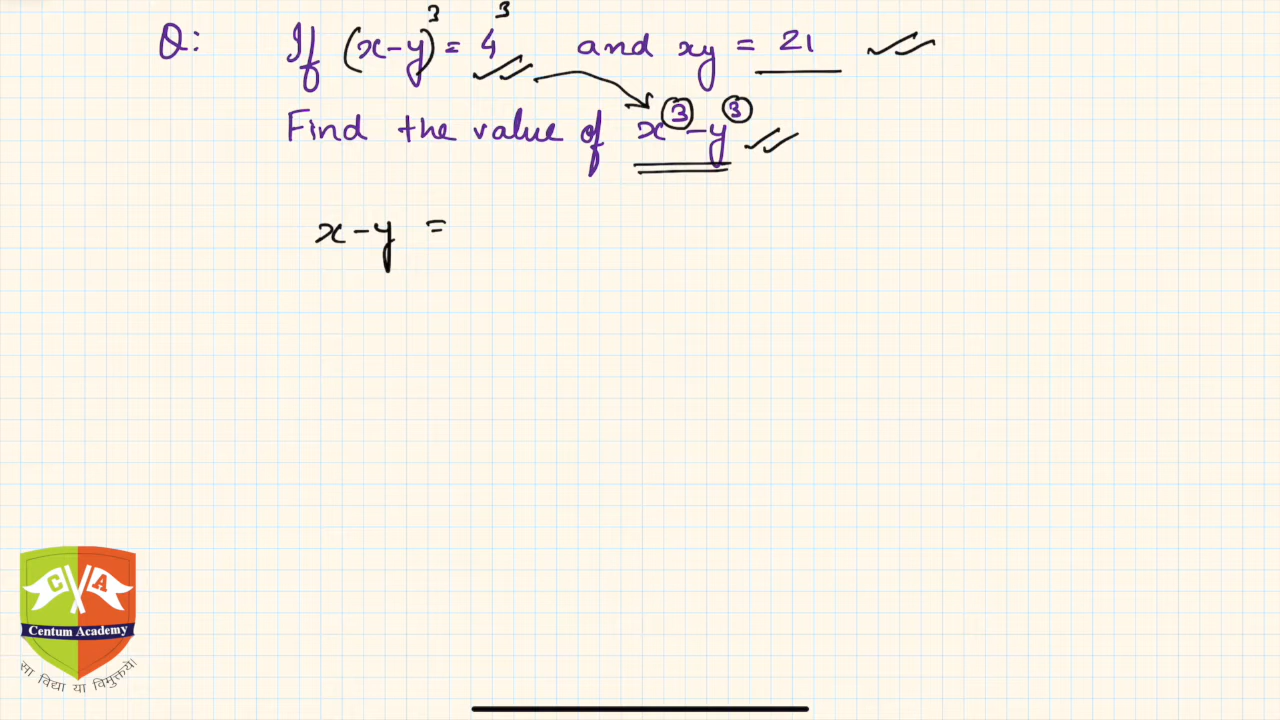 Q: If (x-y)³ = 4³ and xy = 21
Find the value of x³-y³
x-y =
C A
Centum Academy
सा विद्या या विमुक्तये।